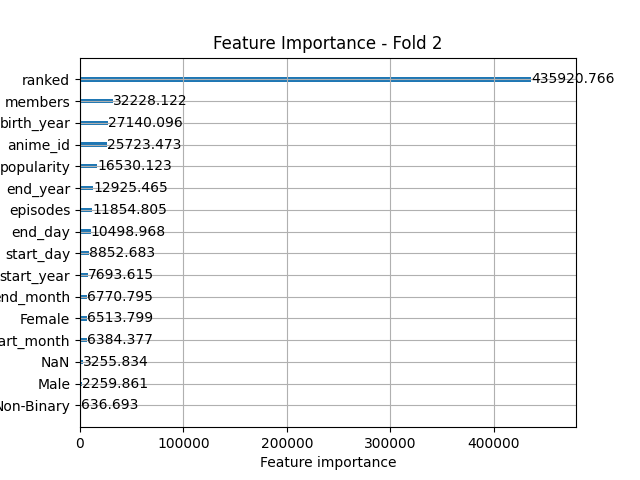 Feature Importance - Fold 2
ranked 435920.766
members 32228.122
birth_year 27140.096
anime_id 25723.473
popularity 16530.123
end_year 12925.465
episodes 11854.805
end_day 10498.968
start_day 8852.683
start_year 7693.615
end_month 6770.795
Female 6513.799
art_month 6384.377
NaN 3255.834
Male 2259.861
Non-Binary 636.693
0 100000 200000 300000 400000
Feature importance